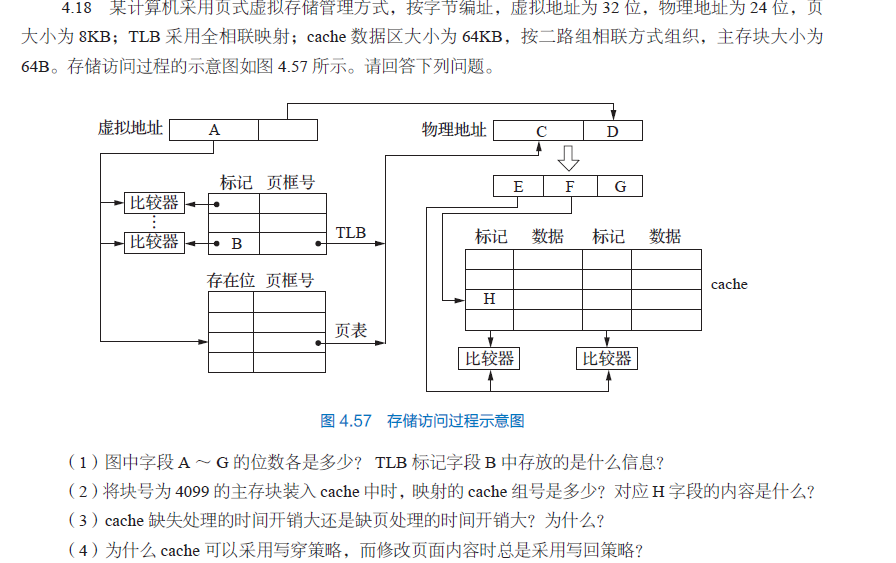 4.18 某计算机采用页式虚拟存储管理方式，按字节编址，虚拟地址为 32 位，物理地址为 24 位，页
大小为 8KB；TLB 采用全相联映射；cache 数据区大小为 64KB，按二路组相联方式组织，主存块大小为
64B。存储访问过程的示意图如图 4.57 所示。请回答下列问题。
虚拟地址 A
物理地址 C D
标记 页框号
E F G
比较器
⋮
比较器 B
TLB
标记 数据 标记 数据
存在位 页框号
cache
H
页表
比较器 比较器
图 4.57 存储访问过程示意图
（1）图中字段 A ～ G 的位数各是多少？ TLB 标记字段 B 中存放的是什么信息？
（2）将块号为 4099 的主存块装入 cache 中时，映射的 cache 组号是多少？对应 H 字段的内容是什么？
（3）cache 缺失处理的时间开销大还是缺页处理的时间开销大？为什么？
（4）为什么 cache 可以采用写穿策略，而修改页面内容时总是采用写回策略？